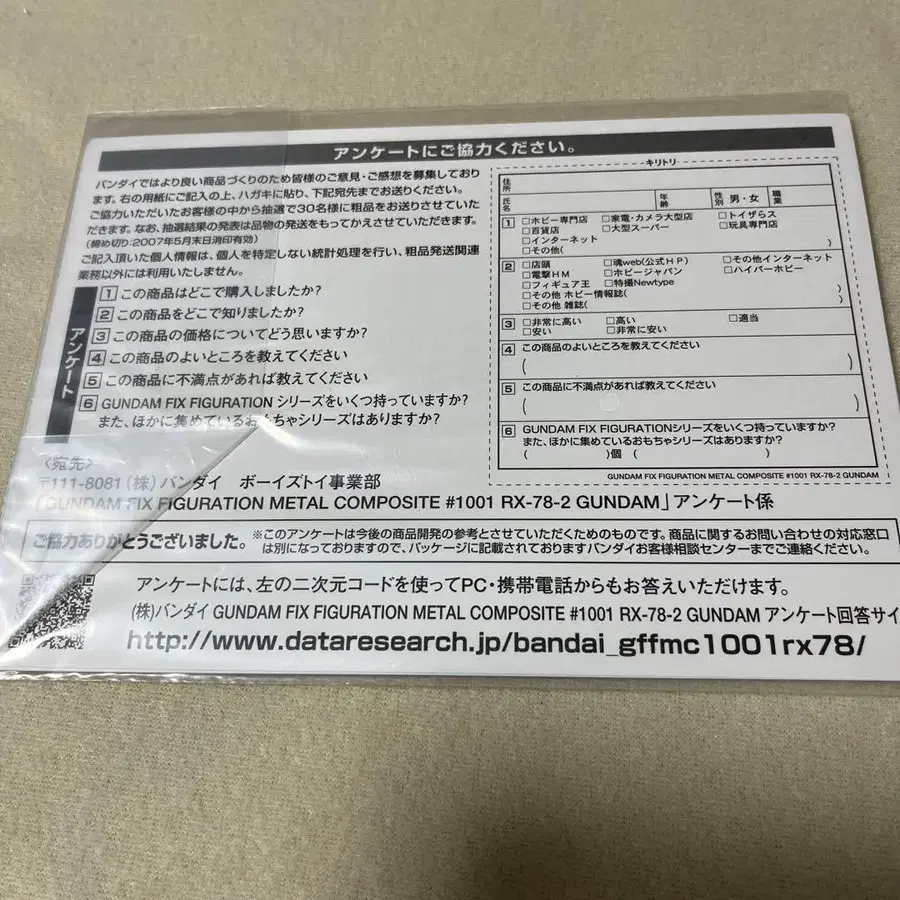 アンケートにご協力ください。
バンダイではより良い商品づくりのため皆様のご意見・ご感想を募集しており
ます。右の用紙にご記入の上、ハガキに貼り、下記宛先までお送りください。
ご協力いただいたお客様の中から抽選で30名様に粗品をお送りさせていた
だきます。なお、抽選結果の発表は品物の発送をもってかえさせていただきます。
(締め切り:2007年5月末日消印有効)
ご記入頂いた個人情報は、個人を特定しない統計処理を行い、粗品発送関連
業務以外には利用いたしません。
アンケート
1 この商品はどこで購入しましたか?
2 この商品をどこで知りましたか?
3 この商品の価格についてどう思いますか?
4 この商品のよいところを教えてください
5 この商品に不満点があれば教えてください
6 GUNDAM FIX FIGURATION シリーズをいくつ持っていますか?
また、ほかに集めているおもちゃシリーズはありますか?
〈宛先〉
〒111-8081 (株)バンダイ ボーイズトイ事業部
「GUNDAM FIX FIGURATION METAL COMPOSITE #1001 RX-78-2 GUNDAM」アンケート係
キリトリ
住所
氏名 年齢 性別 男・女 職業
1 □ホビー専門店 □家電・カメラ大型店 □トイザらス
□百貨店 □大型スーパー □玩具専門店
□インターネット
□その他( )
2 □店頭 □魂web(公式HP) □その他インターネット
□電撃HM □ホビージャパン □ハイパーホビー
□フィギュア王 □特撮Newtype
□その他 ホビー情報誌( )
□その他 雑誌( )
3 □非常に高い □高い □適当
□安い □非常に安い
4 この商品のよいところを教えてください
( )
5 この商品に不満点があれば教えてください
( )
6 GUNDAM FIX FIGURATIONシリーズをいくつ持っていますか?
また、ほかに集めているおもちゃシリーズはありますか?
( )個 ( )
GUNDAM FIX FIGURATION METAL COMPOSITE #1001 RX-78-2 GUNDAM
ご協力ありがとうございました。
※このアンケートは今後の商品開発の参考とさせていただくためのものです。商品に関するお問い合わせの対応窓口
は別になっておりますので、パッケージに記載されておりますバンダイお客様相談センターまでご連絡ください。
アンケートには、左の二次元コードを使ってPC・携帯電話からもお答えいただけます。
(株)バンダイ GUNDAM FIX FIGURATION METAL COMPOSITE #1001 RX-78-2 GUNDAM アンケート回答サイ
http://www.dataresearch.jp/bandai_gffmc1001rx78/